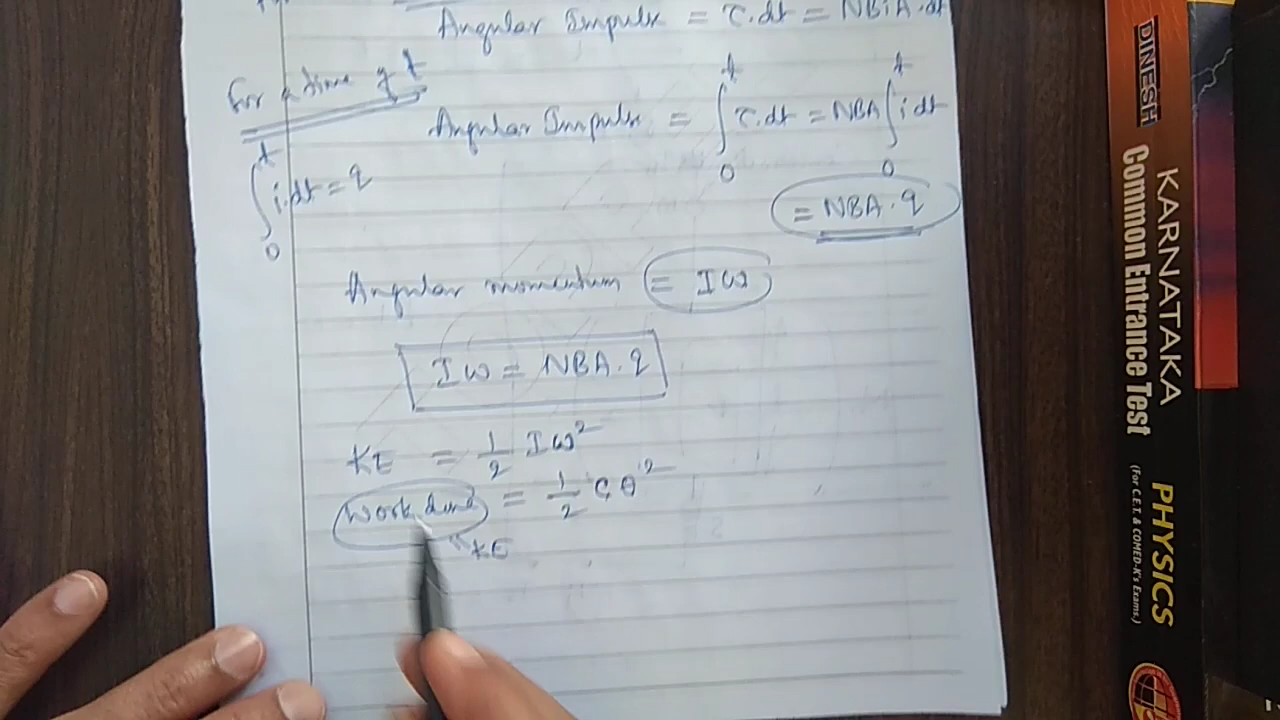 Angular Impulse = τ.dt = NBiA.dt
For a time of t
Angular Impulse = ∫₀ᵗ τ.dt = NBA ∫₀ᵗ i dt
∫₀ᵗ i.dt = q
= NBA.q
Angular momentum = Iω
Iω = NBA.q
KE = 1/2 Iω²
Work done = 1/2 Cθ²
KE
DINESH
KARNATAKA
Common Entrance Test
(For C.E.T. & COMED-K's Exams.)
PHYSICS